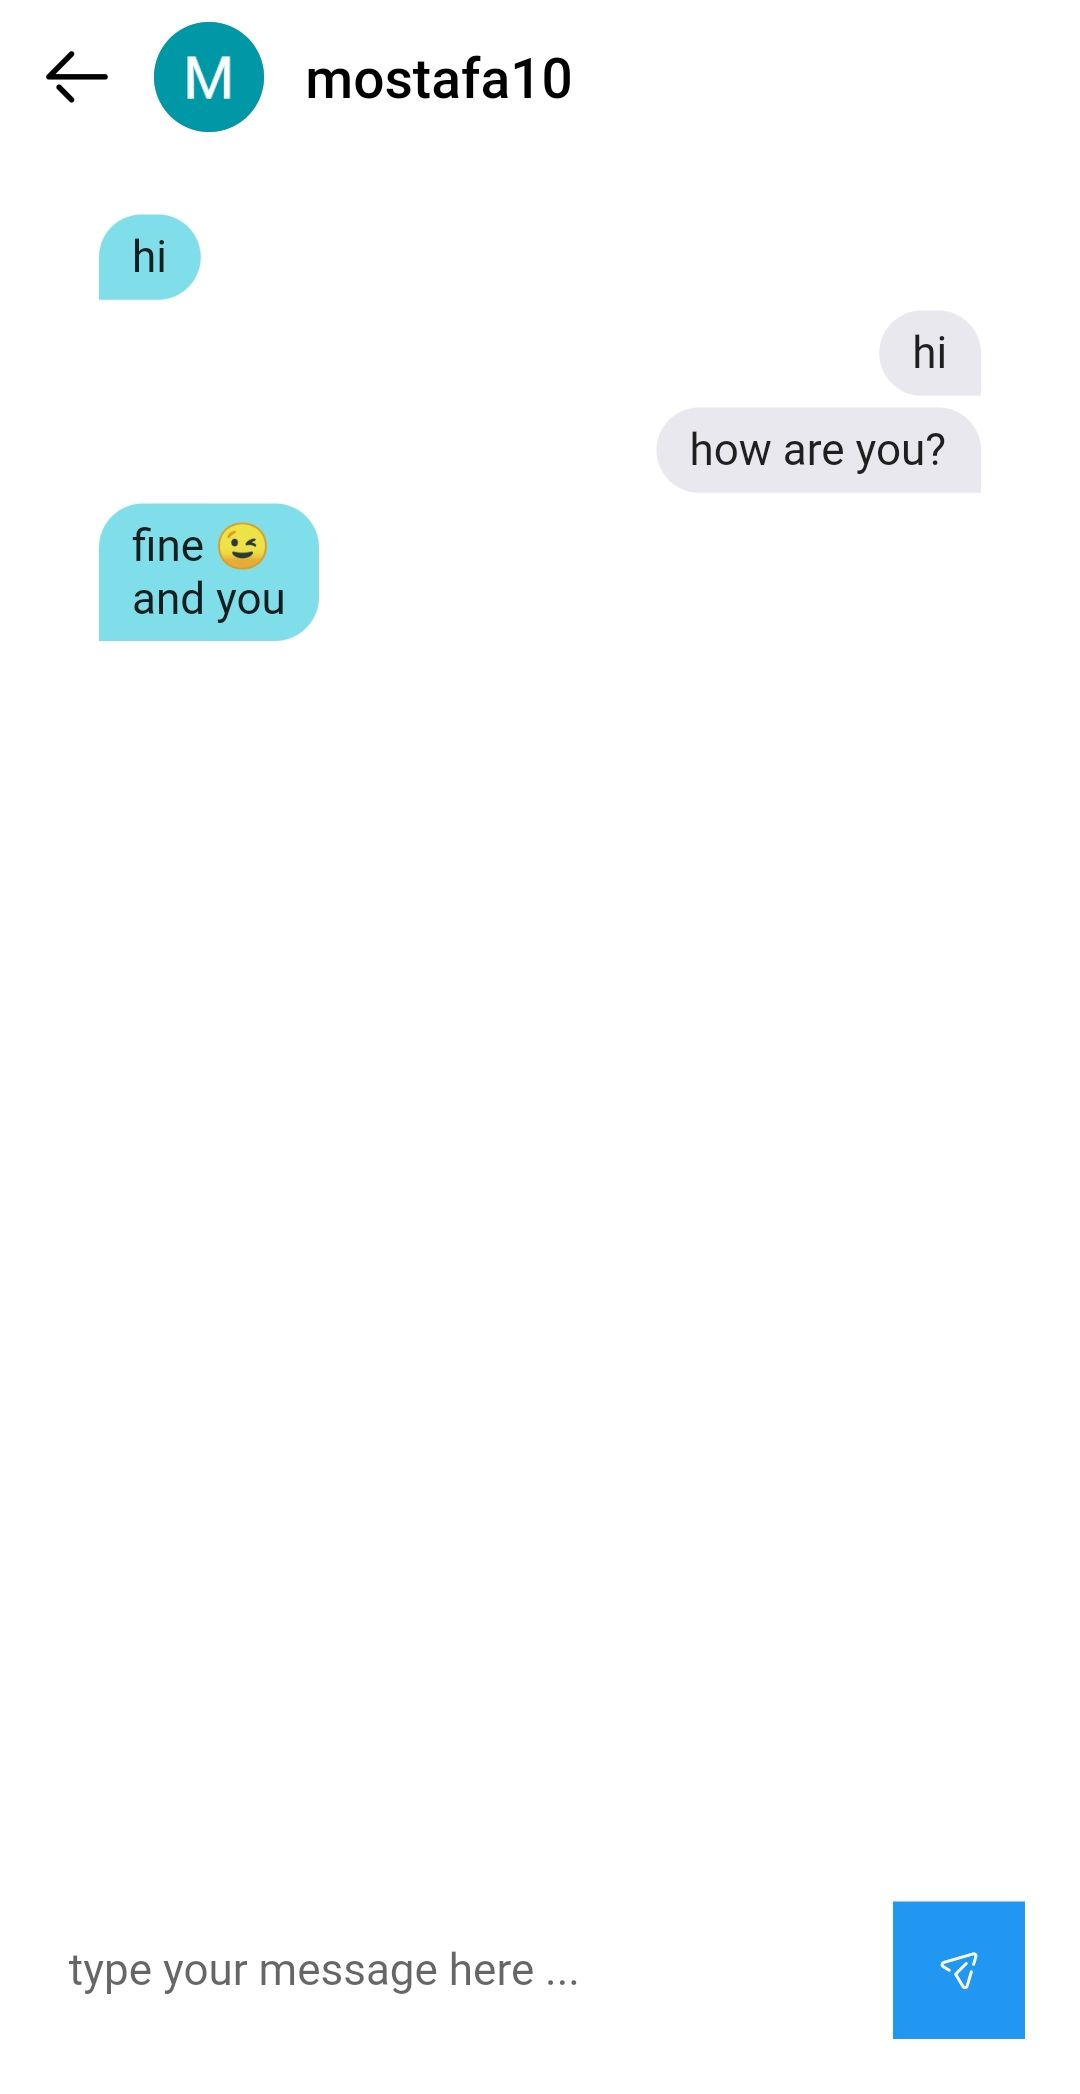 M
mostafa10
hi
hi
how are you?
fine 😉
and you
type your message here ...